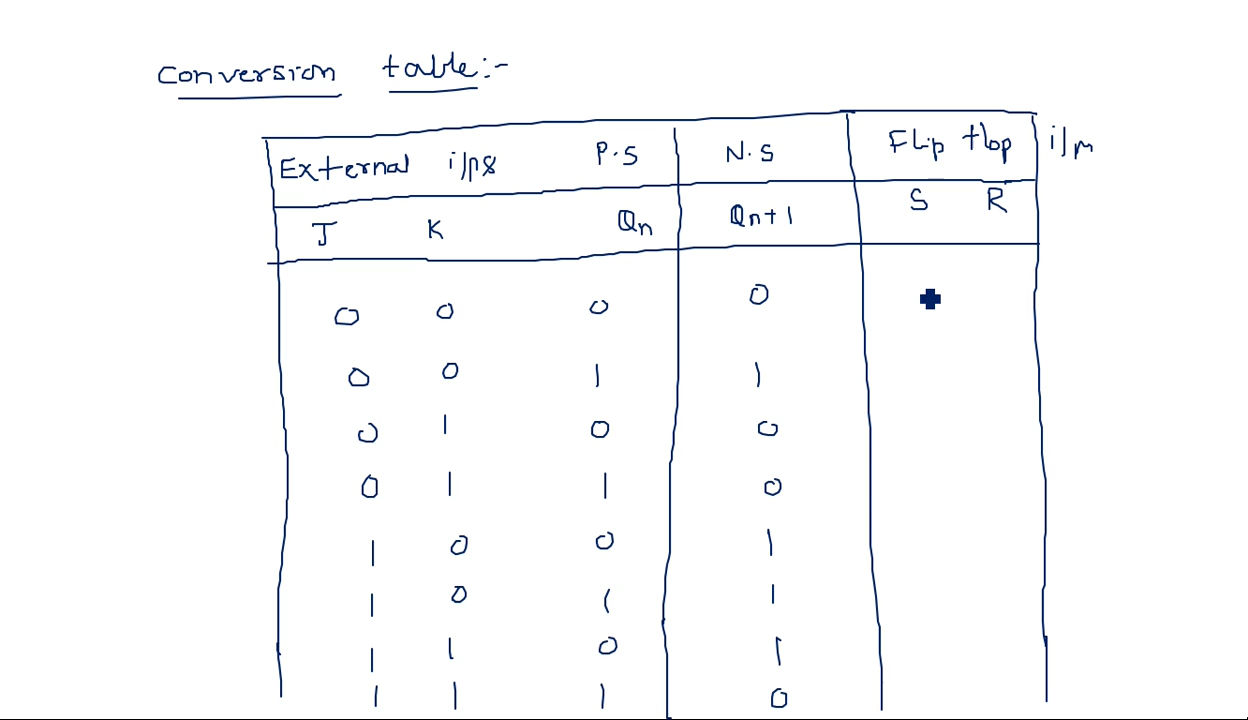 Conversion table:-
External i/ps P.S N.S Flip flop i/p
J K Qn Qn+1 S R
0 0 0 0
0 0 1 1
0 1 0 0
0 1 1 0
1 0 0 1
1 0 1 1
1 1 0 1
1 1 1 0